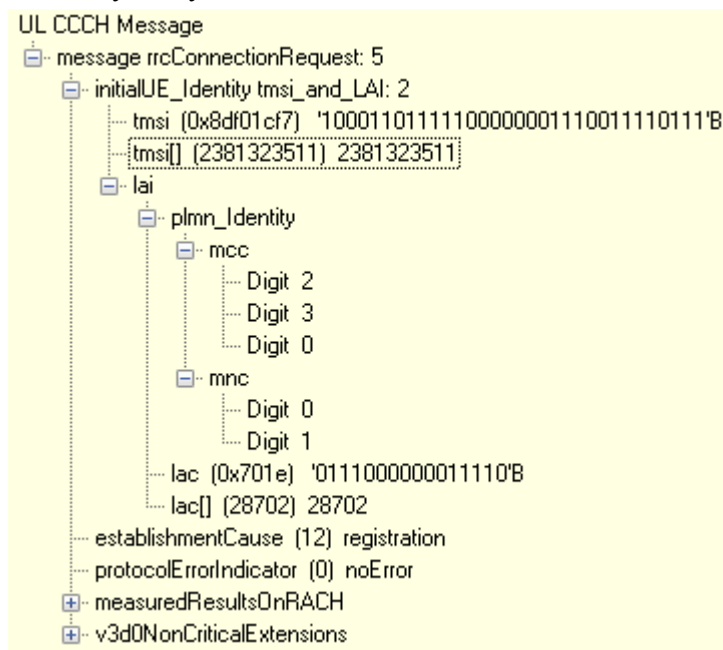 UL CCCH Message
message rrcConnectionRequest: 5
initialUE_Identity tmsi_and_LAI: 2
tmsi (0x8df01cf7) '10001101111100000001110011110111'B
tmsi[] (2381323511) 2381323511
lai
plmn_Identity
mcc
Digit 2
Digit 3
Digit 0
mnc
Digit 0
Digit 1
lac (0x701e) '0111000000011110'B
lac[] (28702) 28702
establishmentCause (12) registration
protocolErrorIndicator (0) noError
measuredResultsOnRACH
v3d0NonCriticalExtensions